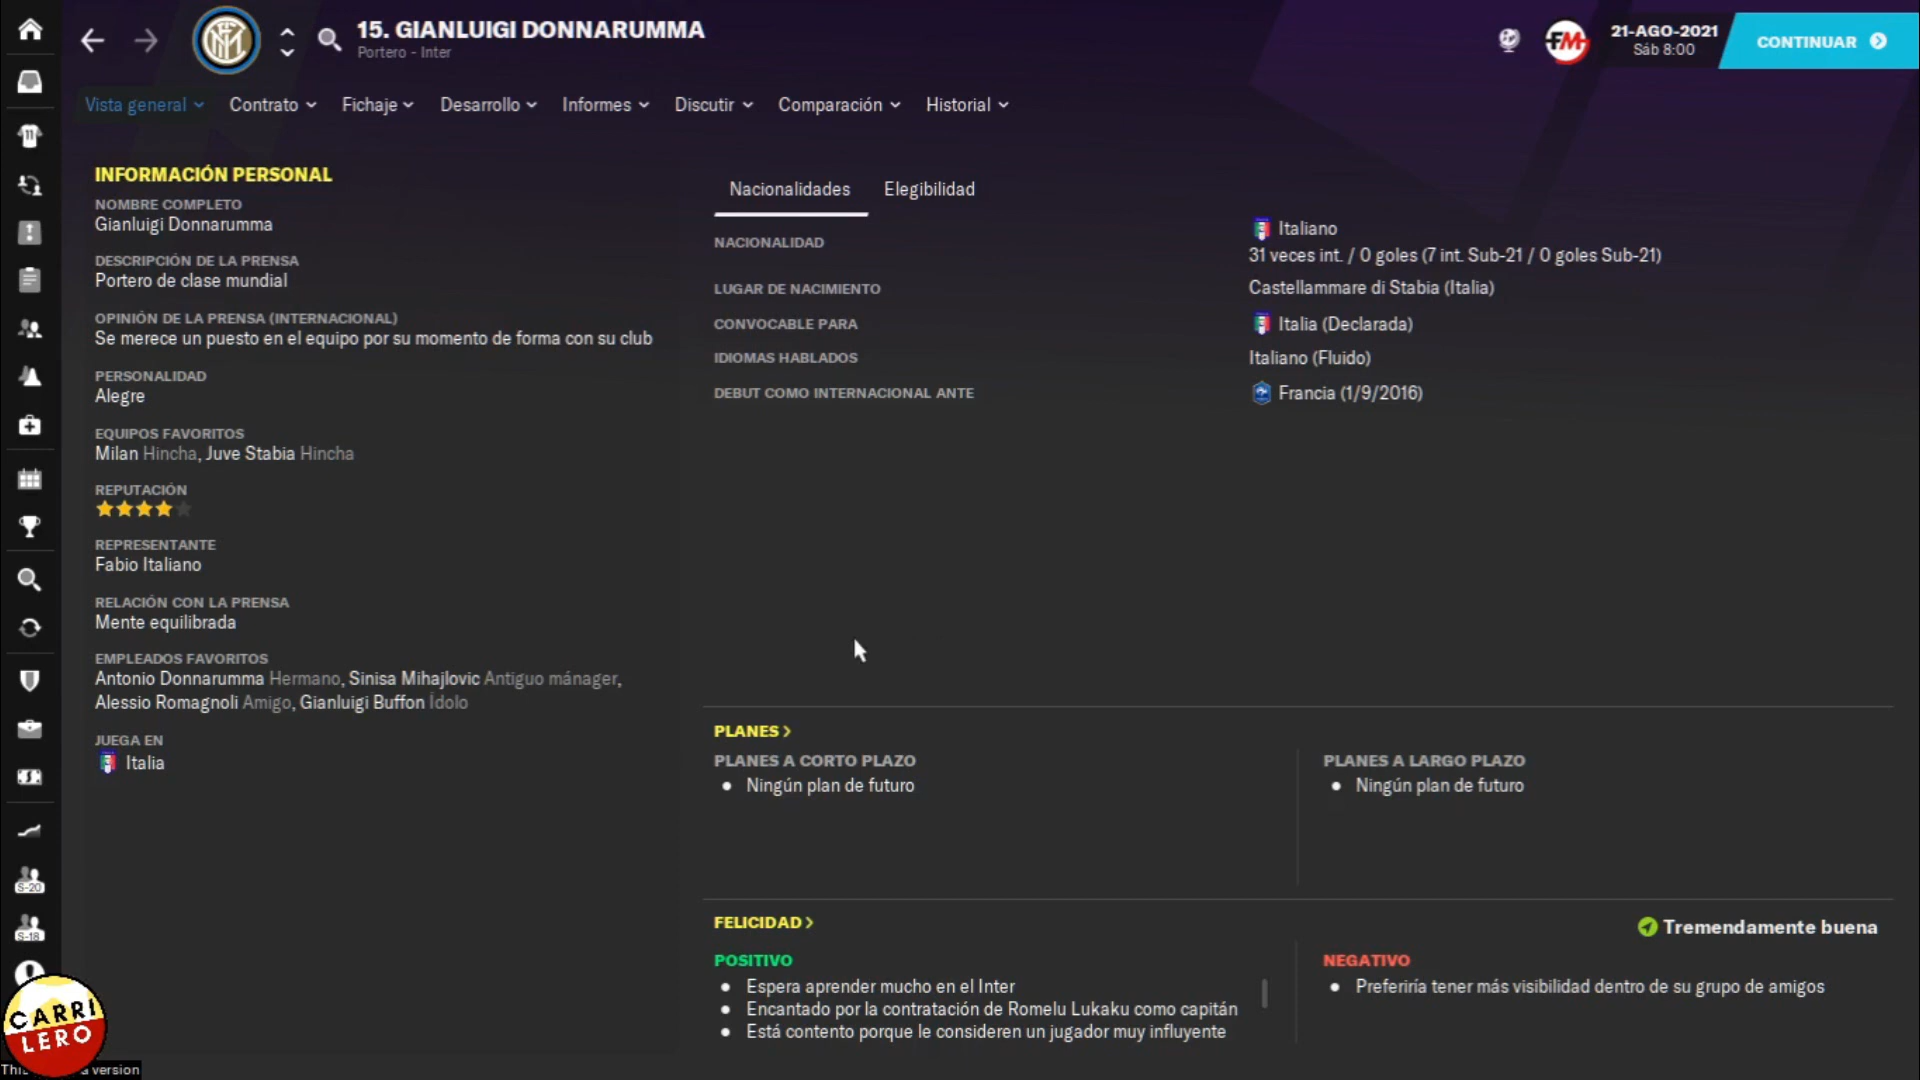 15. GIANLUIGI DONNARUMMA
Portero - Inter
21-AGO-2021
Sáb 8:00
CONTINUAR
Vista general
Contrato
Fichaje
Desarrollo
Informes
Discutir
Comparación
Historial
INFORMACIÓN PERSONAL
NOMBRE COMPLETO
Gianluigi Donnarumma
DESCRIPCIÓN DE LA PRENSA
Portero de clase mundial
OPINIÓN DE LA PRENSA (INTERNACIONAL)
Se merece un puesto en el equipo por su momento de forma con su club
PERSONALIDAD
Alegre
EQUIPOS FAVORITOS
Milan Hincha, Juve Stabia Hincha
REPUTACIÓN
REPRESENTANTE
Fabio Italiano
RELACIÓN CON LA PRENSA
Mente equilibrada
EMPLEADOS FAVORITOS
Antonio Donnarumma Hermano, Sinisa Mihajlovic Antiguo mánager,
Alessio Romagnoli Amigo, Gianluigi Buffon Ídolo
JUEGA EN
Italia
Nacionalidades
Elegibilidad
NACIONALIDAD
Italiano
31 veces int. / 0 goles (7 int. Sub-21 / 0 goles Sub-21)
LUGAR DE NACIMIENTO
Castellammare di Stabia (Italia)
CONVOCABLE PARA
Italia (Declarada)
IDIOMAS HABLADOS
Italiano (Fluido)
DEBUT COMO INTERNACIONAL ANTE
Francia (1/9/2016)
PLANES >
PLANES A CORTO PLAZO
• Ningún plan de futuro
PLANES A LARGO PLAZO
• Ningún plan de futuro
FELICIDAD >
Tremendamente buena
POSITIVO
• Espera aprender mucho en el Inter
• Encantado por la contratación de Romelu Lukaku como capitán
• Está contento porque le consideren un jugador muy influyente
NEGATIVO
• Preferiría tener más visibilidad dentro de su grupo de amigos
S-20
S-18
FM
CARRI
LERO
version